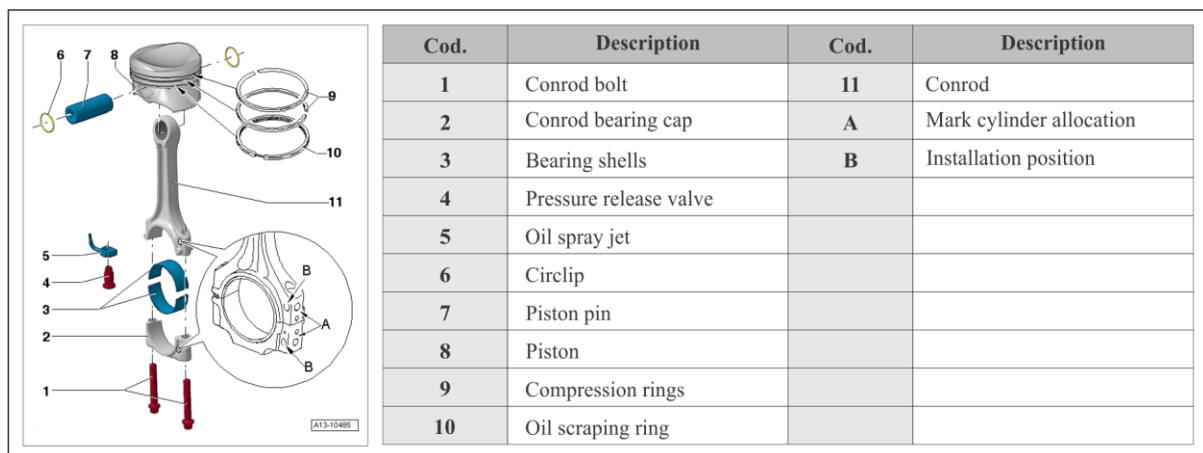 6 7 8
9
10
11
5
4
3
2
1
B
A
B
A13-10485
Cod. Description Cod. Description
1 Conrod bolt 11 Conrod
2 Conrod bearing cap A Mark cylinder allocation
3 Bearing shells B Installation position
4 Pressure release valve
5 Oil spray jet
6 Circlip
7 Piston pin
8 Piston
9 Compression rings
10 Oil scraping ring